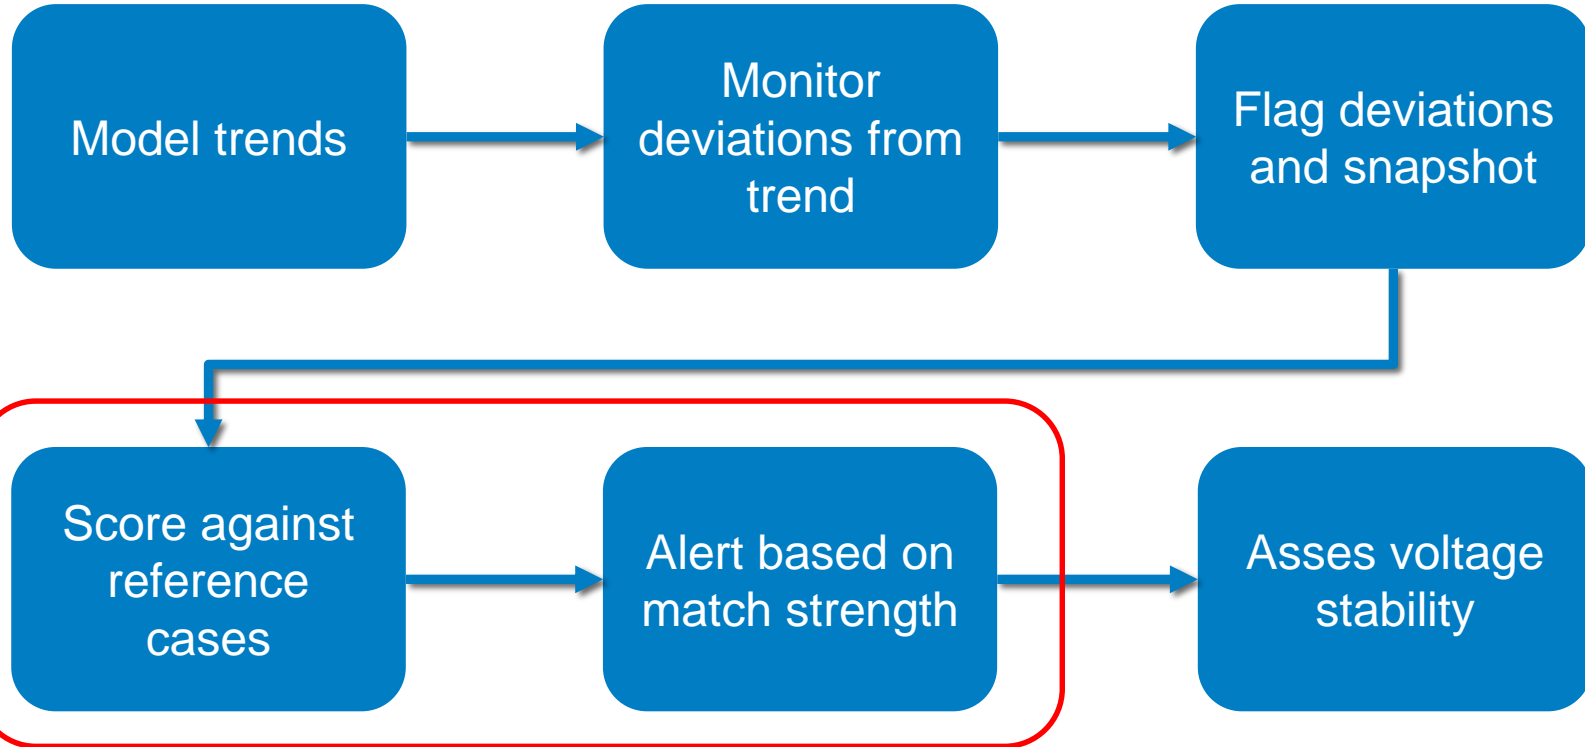 Model trends
Monitor
deviations from
trend
Flag deviations
and snapshot
Score against
reference
cases
Alert based on
match strength
Asses voltage
stability